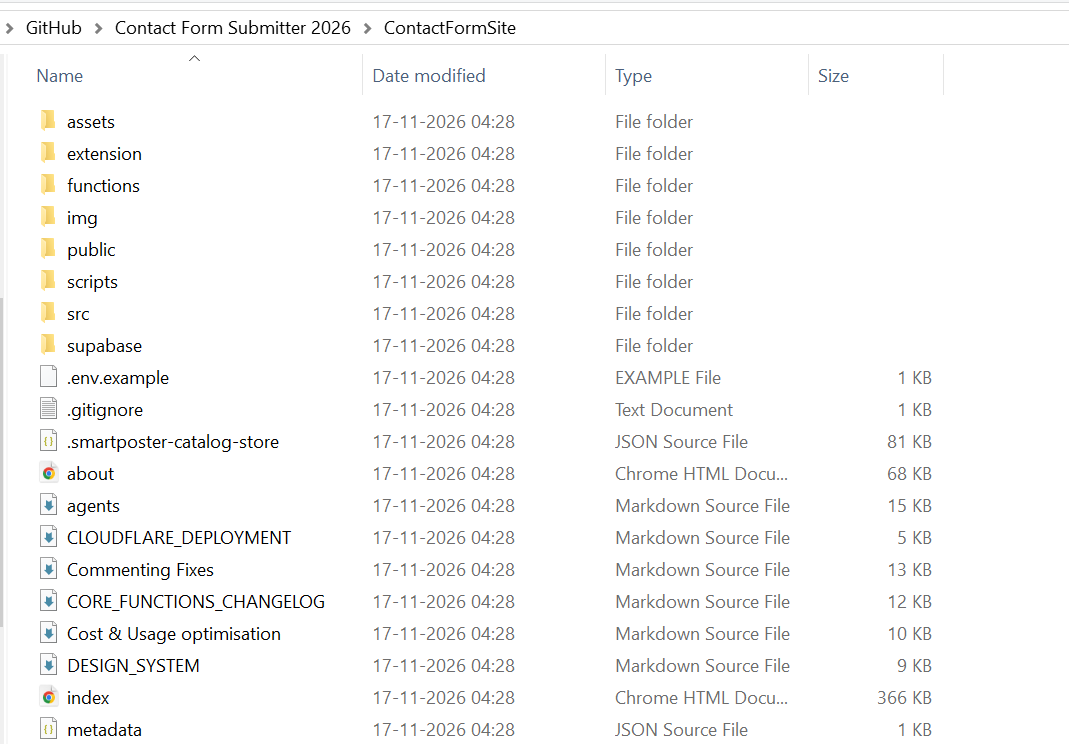 GitHub Contact Form Submitter 2026 ContactFormSite
Name Date modified Type Size
assets 17-11-2026 04:28 File folder
extension 17-11-2026 04:28 File folder
functions 17-11-2026 04:28 File folder
img 17-11-2026 04:28 File folder
public 17-11-2026 04:28 File folder
scripts 17-11-2026 04:28 File folder
src 17-11-2026 04:28 File folder
supabase 17-11-2026 04:28 File folder
.env.example 17-11-2026 04:28 EXAMPLE File 1 KB
.gitignore 17-11-2026 04:28 Text Document 1 KB
.smartposter-catalog-store 17-11-2026 04:28 JSON Source File 81 KB
about 17-11-2026 04:28 Chrome HTML Docu... 68 KB
agents 17-11-2026 04:28 Markdown Source File 15 KB
CLOUDFLARE_DEPLOYMENT 17-11-2026 04:28 Markdown Source File 5 KB
Commenting Fixes 17-11-2026 04:28 Markdown Source File 13 KB
CORE_FUNCTIONS_CHANGELOG 17-11-2026 04:28 Markdown Source File 12 KB
Cost & Usage optimisation 17-11-2026 04:28 Markdown Source File 10 KB
DESIGN_SYSTEM 17-11-2026 04:28 Markdown Source File 9 KB
index 17-11-2026 04:28 Chrome HTML Docu... 366 KB
metadata 17-11-2026 04:28 JSON Source File 1 KB